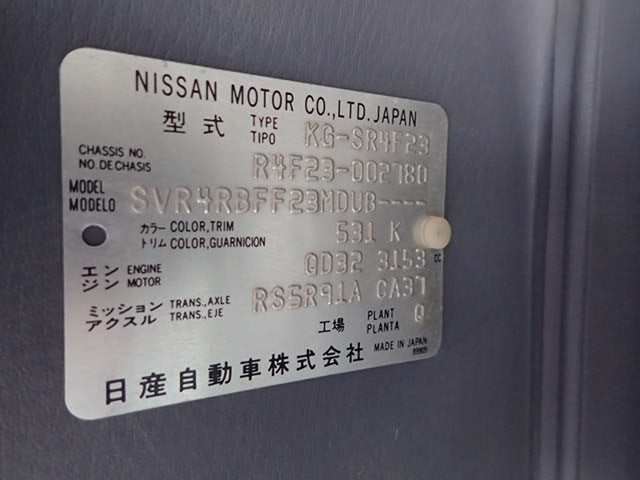 NISSAN MOTOR CO.,LTD. JAPAN
型式 TYPE TIPO KG-SR4F23
CHASSIS NO. NO. DE CHASIS R4F23-002780
MODEL MODELO SVR4RBFF23MDUB----
カラー COLOR,TRIM トリム COLOR, GUARNICION 531 K
エンジン ENGINE MOTOR QD32 3153 cc
ミッション TRANS.,AXLE アクスル TRANS.,EJE RS5R91A CA37
工場 PLANT PLANTA Q
日産自動車株式会社 MADE IN JAPAN